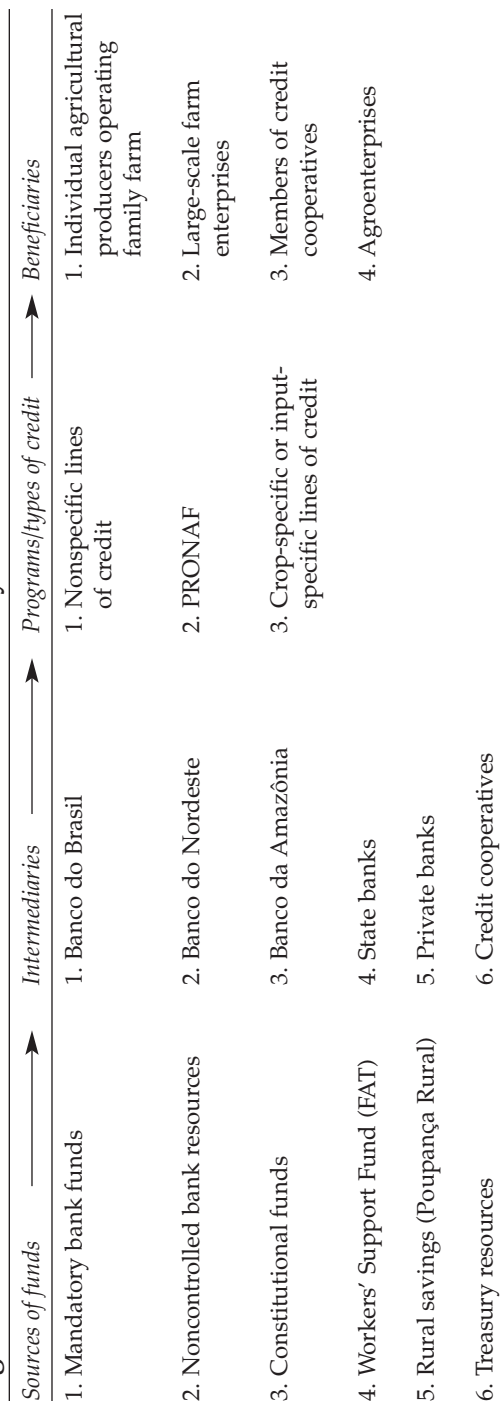 Sources of funds → Intermediaries → Programs/types of credit → Beneficiaries
1. Mandatory bank funds 1. Banco do Brasil 1. Nonspecific lines 1. Individual agricultural
of credit producers operating
family farm
2. Noncontrolled bank resources 2. Banco do Nordeste 2. PRONAF 2. Large-scale farm
enterprises
3. Constitutional funds 3. Banco da Amazônia 3. Crop-specific or input- 3. Members of credit
specific lines of credit cooperatives
4. Workers' Support Fund (FAT) 4. State banks 4. Agroenterprises
5. Rural savings (Poupança Rural) 5. Private banks
6. Treasury resources 6. Credit cooperatives